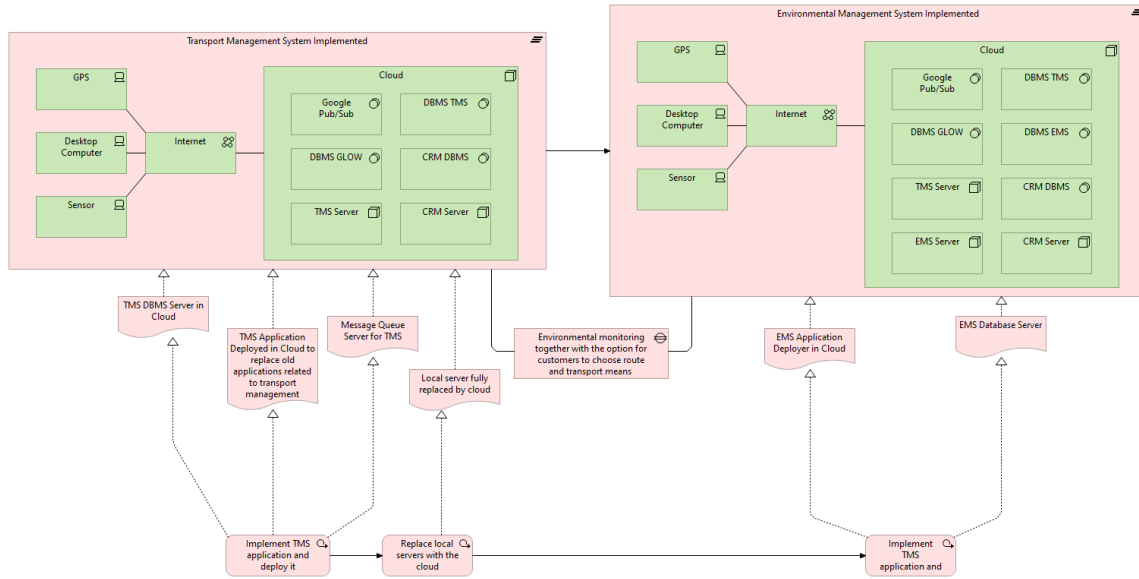 Transport Management System Implemented
GPS
Desktop
Computer
Sensor
Internet
Cloud
Google
Pub/Sub
DBMS TMS
DBMS GLOW
CRM DBMS
TMS Server
CRM Server
Environmental Management System Implemented
GPS
Desktop
Computer
Sensor
Internet
Cloud
Google
Pub/Sub
DBMS TMS
DBMS GLOW
DBMS EMS
TMS Server
CRM DBMS
EMS Server
CRM Server
TMS DBMS Server in
Cloud
TMS Application
Deployed in Cloud to
replace old
applications related
to transport
management
Message Queue
Server for TMS
Local server fully
replaced by cloud
Environmental monitoring
together with the option for
customers to choose route
and transport means
EMS Application
Deployer in Cloud
EMS Database Server
Implement TMS
application and
deploy it
Replace local
servers with the
cloud
Implement
TMS
application and